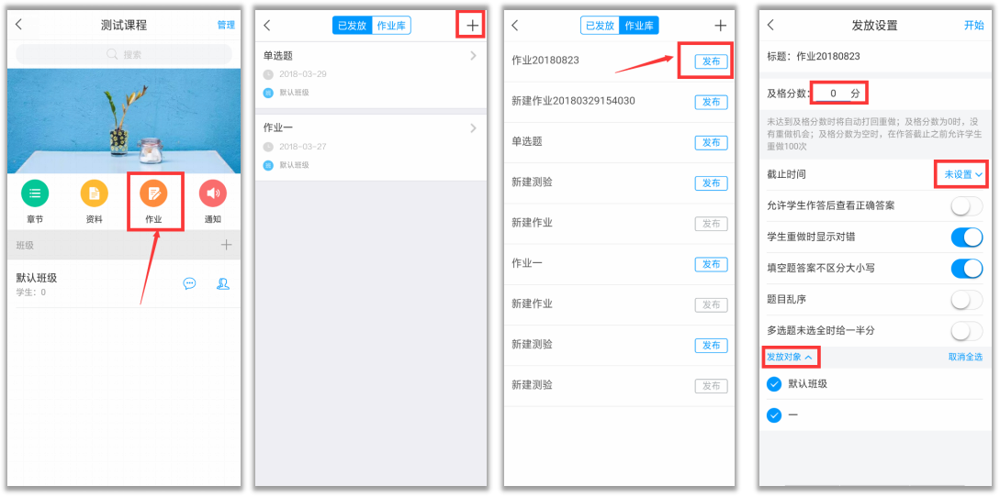 测试课程
管理
搜索
章节
资料
作业
通知
班级
默认班级
学生：0
已发放 作业库
单选题
2018-03-29
默认班级
作业一
2018-03-27
默认班级
已发放 作业库
作业20180823 发布
新建作业20180329154030 发布
单选题 发布
新建测验 发布
新建作业 发布
作业一 发布
新建作业 发布
新建测验 发布
新建测验 发布
发放设置
开始
标题：作业20180823
及格分数： 0 分
未达到及格分数时将自动打回重做；及格分数为0时，没
有重做机会；及格分数为空时，在作答截止之前允许学生
重做100次
截止时间 未设置
允许学生作答后查看正确答案
学生重做时显示对错
填空题答案不区分大小写
题目乱序
多选题未选全时给一半分
发放对象 取消全选
默认班级
一